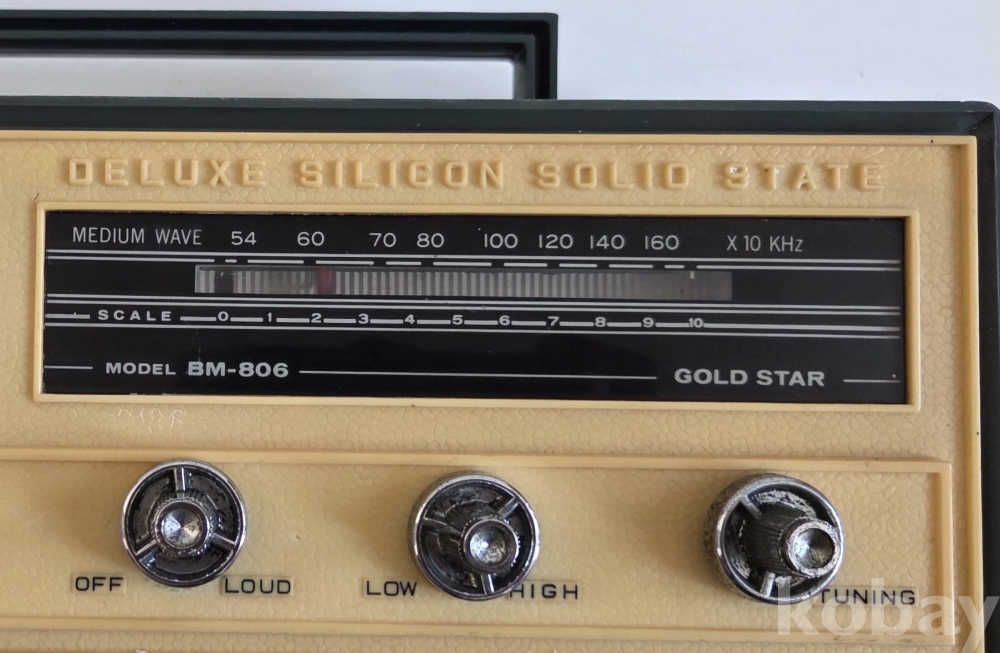 DELUXE SILICON SOLID STATE
MEDIUM WAVE 54 60 70 80 100 120 140 160 X 10 KHz
SCALE 0 1 2 3 4 5 6 7 8 9 10
MODEL BM-806 GOLD STAR
OFF LOUD LOW HIGH TUNING
kobay